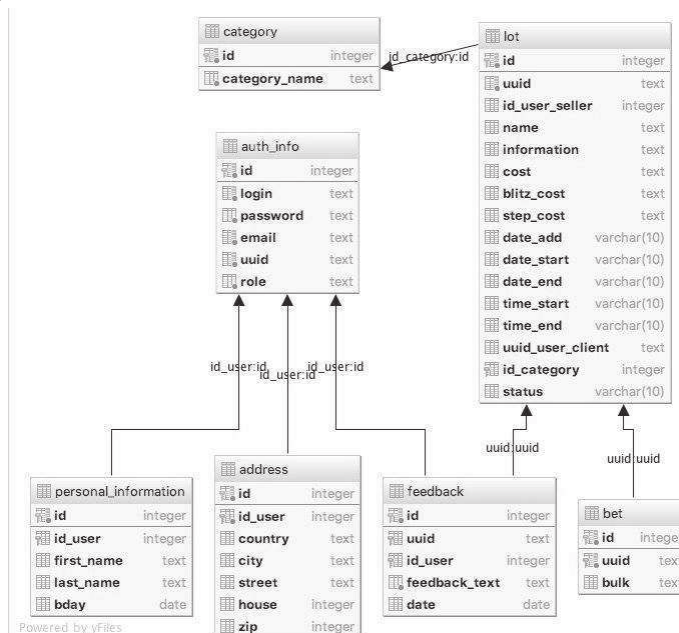 category
id integer
category_name text
id_category:id
lot
id integer
uuid text
id_user_seller integer
name text
information text
cost text
blitz_cost text
step_cost text
date_add varchar(10)
date_start varchar(10)
date_end varchar(10)
time_start varchar(10)
time_end varchar(10)
uuid_user_client text
id_category integer
status varchar(10)
auth_info
id integer
login text
password text
email text
uuid text
role text
id_user:id
id_user:id
id_user:id
uuid:uuid
uuid:uuid
personal_information
id integer
id_user integer
first_name text
last_name text
bday date
address
id integer
id_user integer
country text
city text
street text
house integer
zip integer
feedback
id integer
uuid text
id_user integer
feedback_text text
date date
bet
id intege
uuid tex
bulk tex
Powered by yFiles